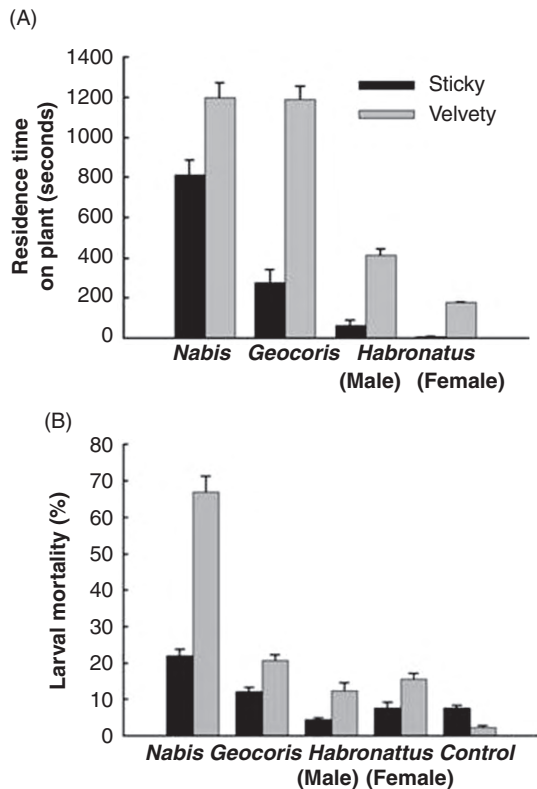 (A)
1400
1200
1000
800
600
400
200
0
Residence time
on plant (seconds)
Sticky
Velvety
Nabis Geocoris Habronatus
(Male) (Female)
(B)
80
70
60
50
40
30
20
10
0
Larval mortality (%)
Nabis Geocoris Habronattus Control
(Male) (Female)